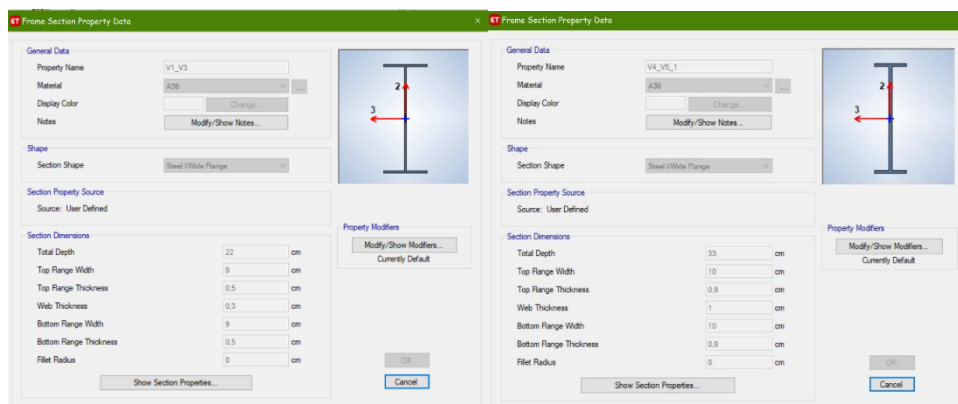 ET Frame Section Property Data
General Data
Property Name V1_V3
Material A36 ...
Display Color Change...
Notes Modify/Show Notes...
2
3
Shape
Section Shape Steel I/Wide Flange
Section Property Source
Source: User Defined
Property Modifiers
Modify/Show Modifiers...
Currently Default
Section Dimensions
Total Depth 22 cm
Top Flange Width 9 cm
Top Flange Thickness 0,5 cm
Web Thickness 0,3 cm
Bottom Flange Width 9 cm
Bottom Flange Thickness 0,5 cm
Fillet Radius 0 cm
Show Section Properties...
OK
Cancel
ET Frame Section Property Data
General Data
Property Name V4_V5_1
Material A36 ...
Display Color Change...
Notes Modify/Show Notes...
2
3
Shape
Section Shape Steel I/Wide Flange
Section Property Source
Source: User Defined
Property Modifiers
Modify/Show Modifiers...
Currently Default
Section Dimensions
Total Depth 33 cm
Top Flange Width 10 cm
Top Flange Thickness 0,9 cm
Web Thickness 1 cm
Bottom Flange Width 10 cm
Bottom Flange Thickness 0,9 cm
Fillet Radius 0 cm
Show Section Properties...
OK
Cancel